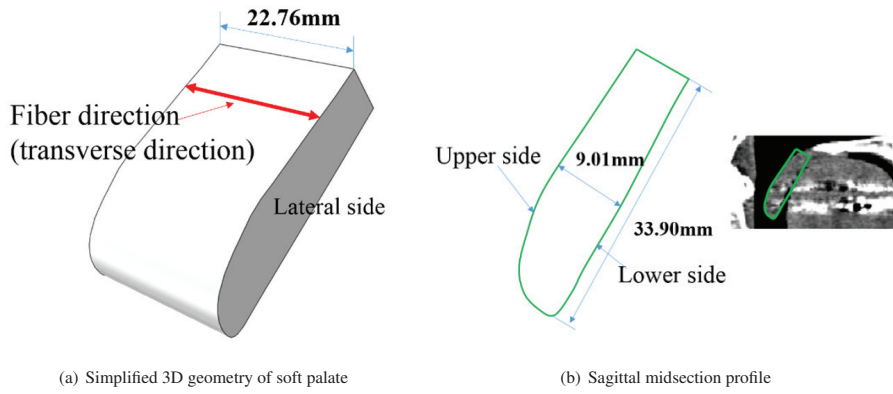 22.76mm
Fiber direction
(transverse direction)
Lateral side
(a) Simplified 3D geometry of soft palate
Upper side
9.01mm
33.90mm
Lower side
(b) Sagittal midsection profile